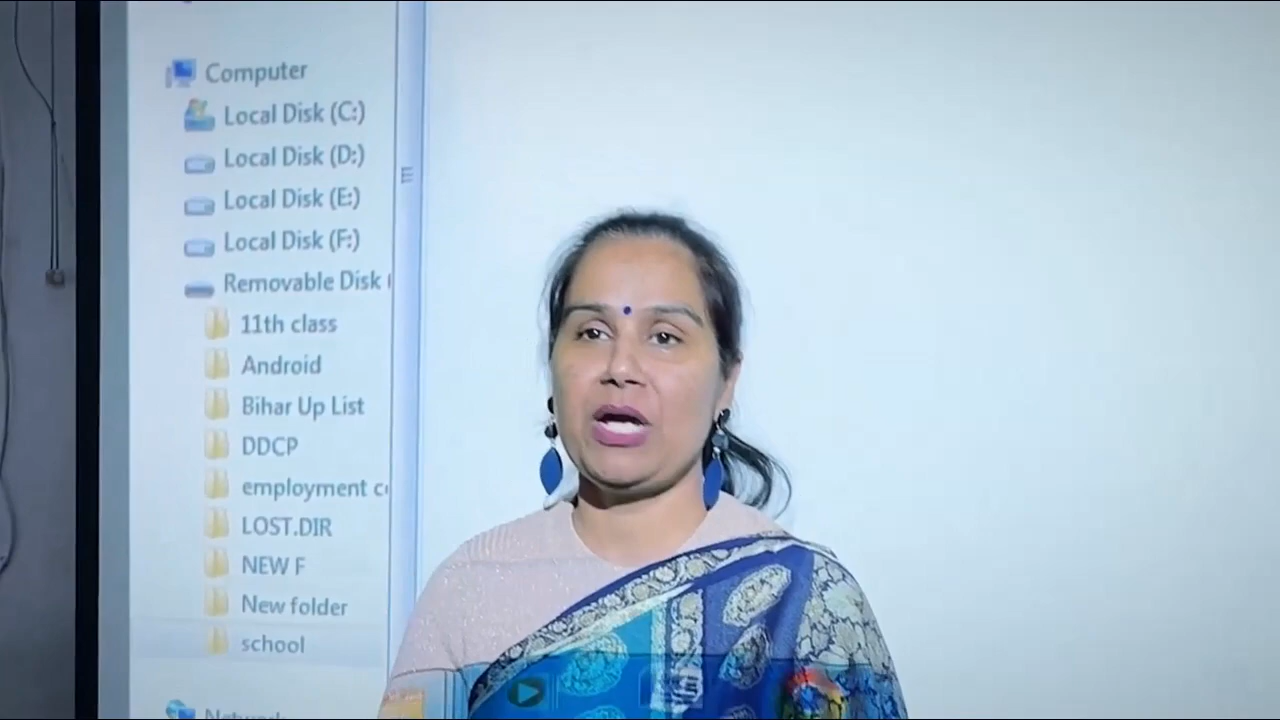 Computer
Local Disk (C:)
Local Disk (D:)
Local Disk (E:)
Local Disk (F:)
Removable Disk (
11th class
Android
Bihar Up List
DDCP
employment
LOST.DIR
NEW F
New folder
school
Network